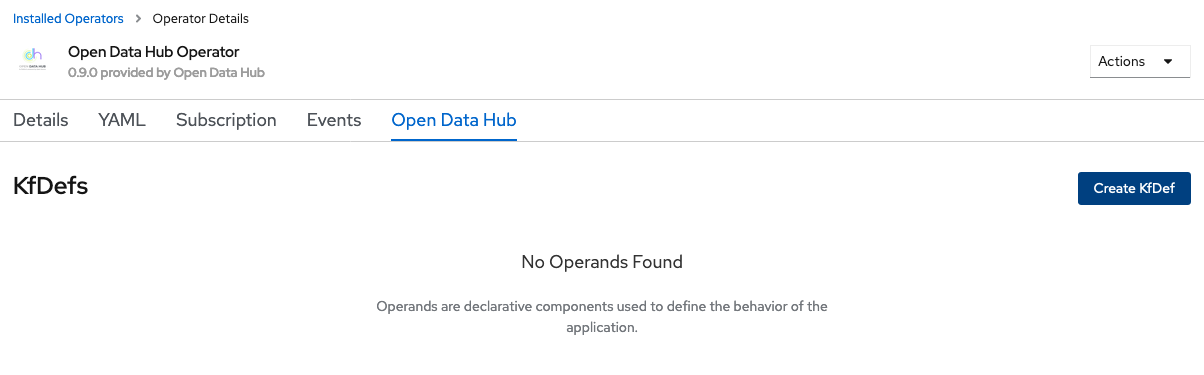 Installed Operators > Operator Details
Open Data Hub Operator
0.9.0 provided by Open Data Hub
Actions
Details YAML Subscription Events Open Data Hub
KfDefs
Create KfDef
No Operands Found
Operands are declarative components used to define the behavior of the
application.